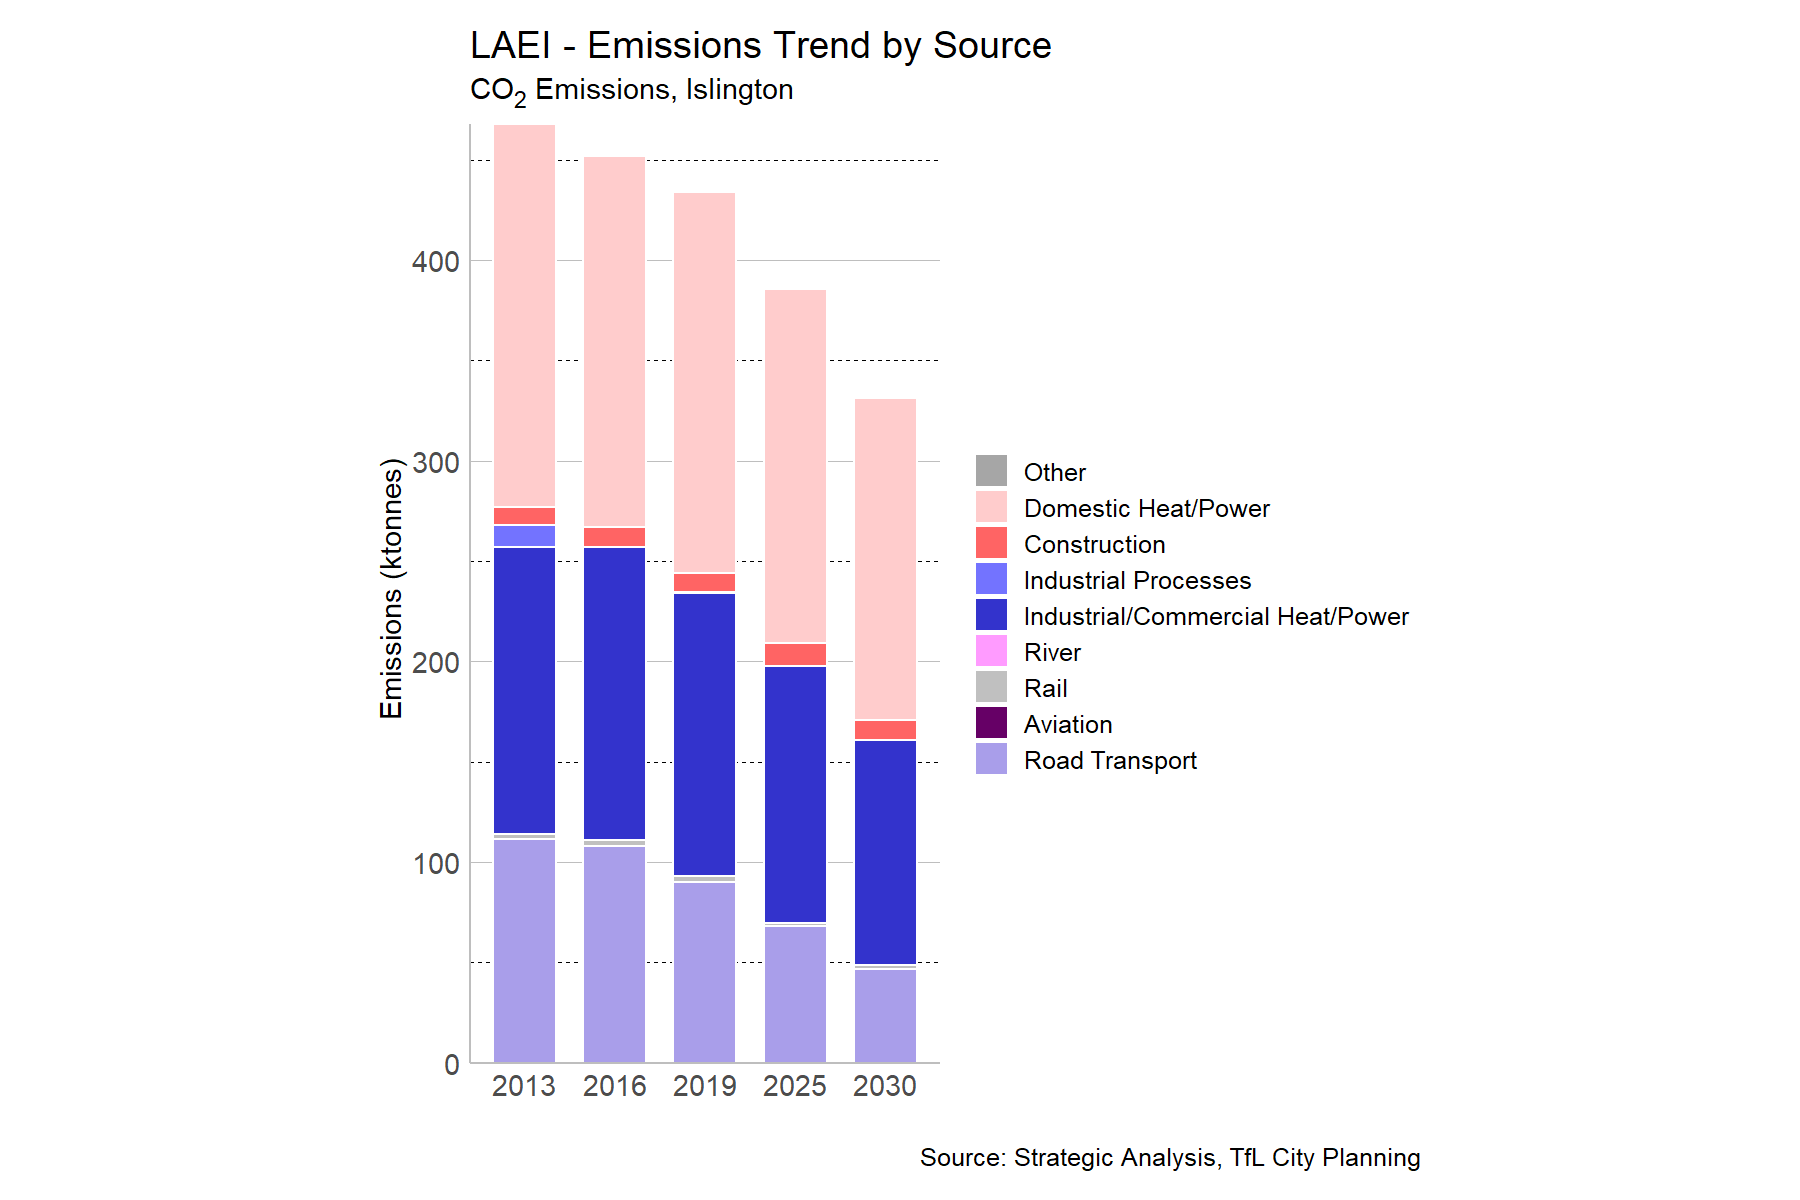 LAEI - Emissions Trend by Source
CO₂ Emissions, Islington
Emissions (ktonnes)
400
300
200
100
0
2013 2016 2019 2025 2030
Other
Domestic Heat/Power
Construction
Industrial Processes
Industrial/Commercial Heat/Power
River
Rail
Aviation
Road Transport
Source: Strategic Analysis, TfL City Planning